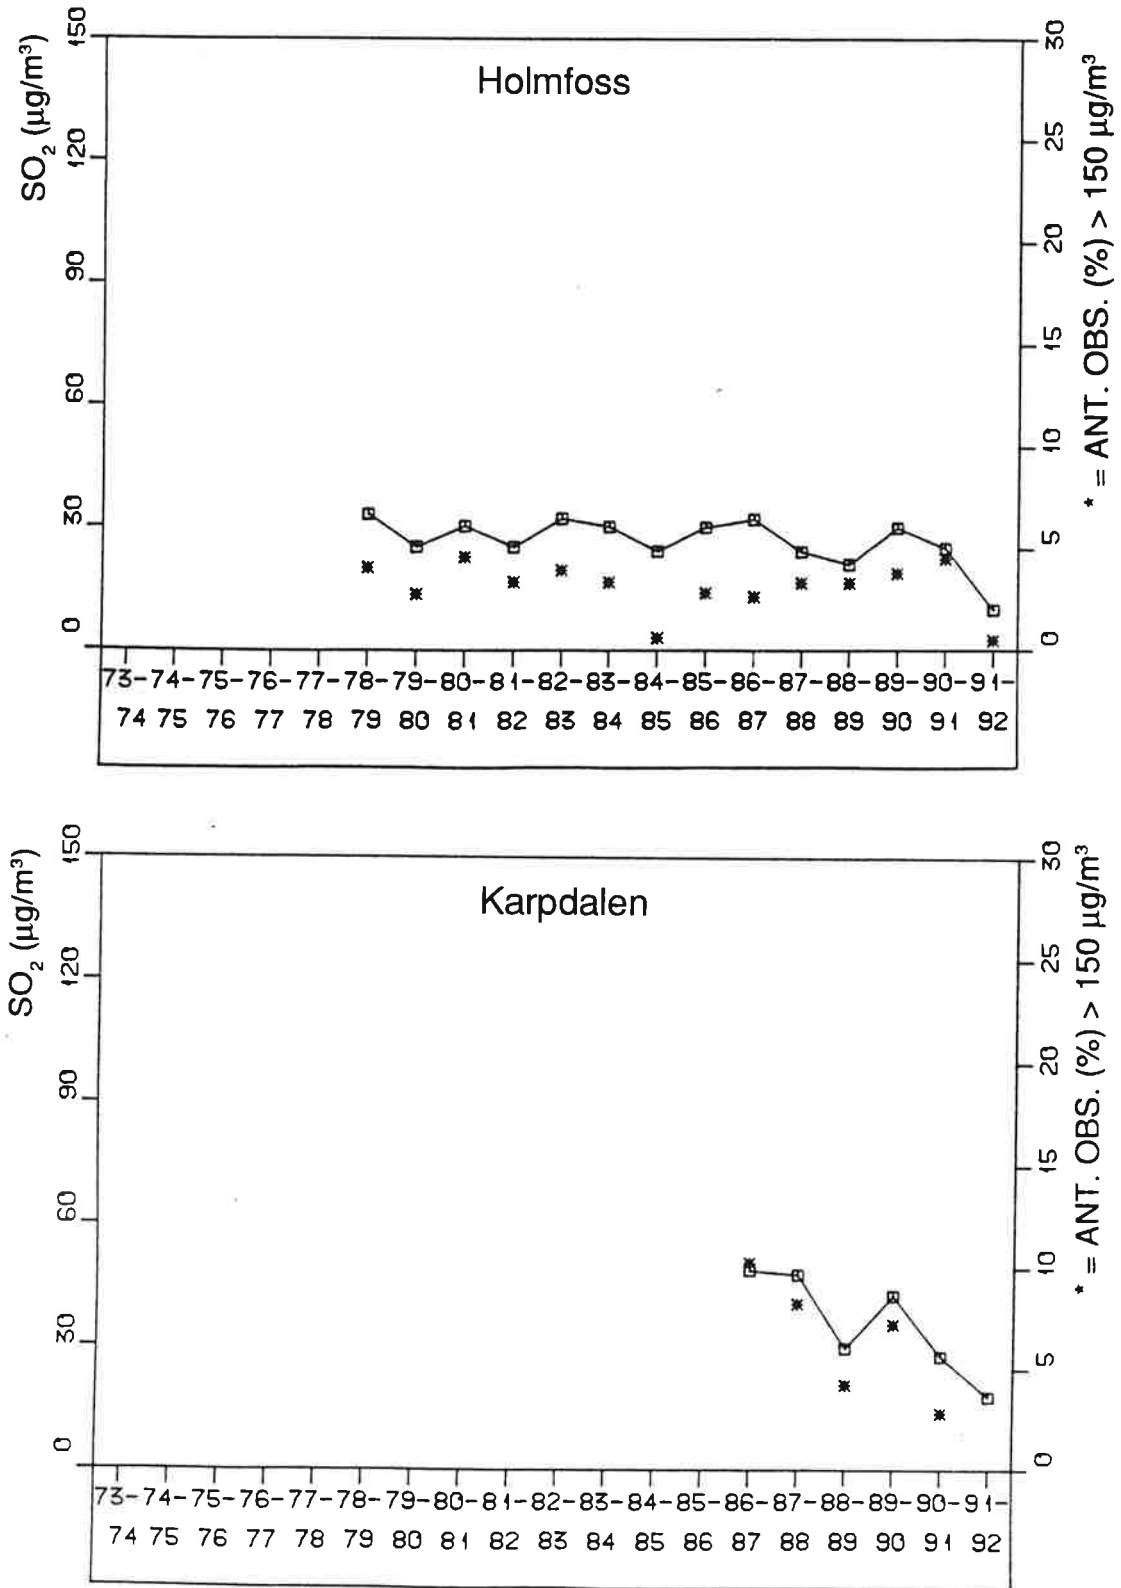 Holmfoss
SO₂ (µg/m³)
150
120
90
60
30
0
30
25
20
15
10
5
0
* = ANT. OBS. (%) > 150 µg/m³
73- 74- 75- 76- 77- 78- 79- 80- 81- 82- 83- 84- 85- 86- 87- 88- 89- 90- 91-
74 75 76 77 78 79 80 81 82 83 84 85 86 87 88 89 90 91 92
Karpdalen
SO₂ (µg/m³)
150
120
90
60
30
0
30
25
20
15
10
5
0
* = ANT. OBS. (%) > 150 µg/m³
73- 74- 75- 76- 77- 78- 79- 80- 81- 82- 83- 84- 85- 86- 87- 88- 89- 90- 91-
74 75 76 77 78 79 80 81 82 83 84 85 86 87 88 89 90 91 92